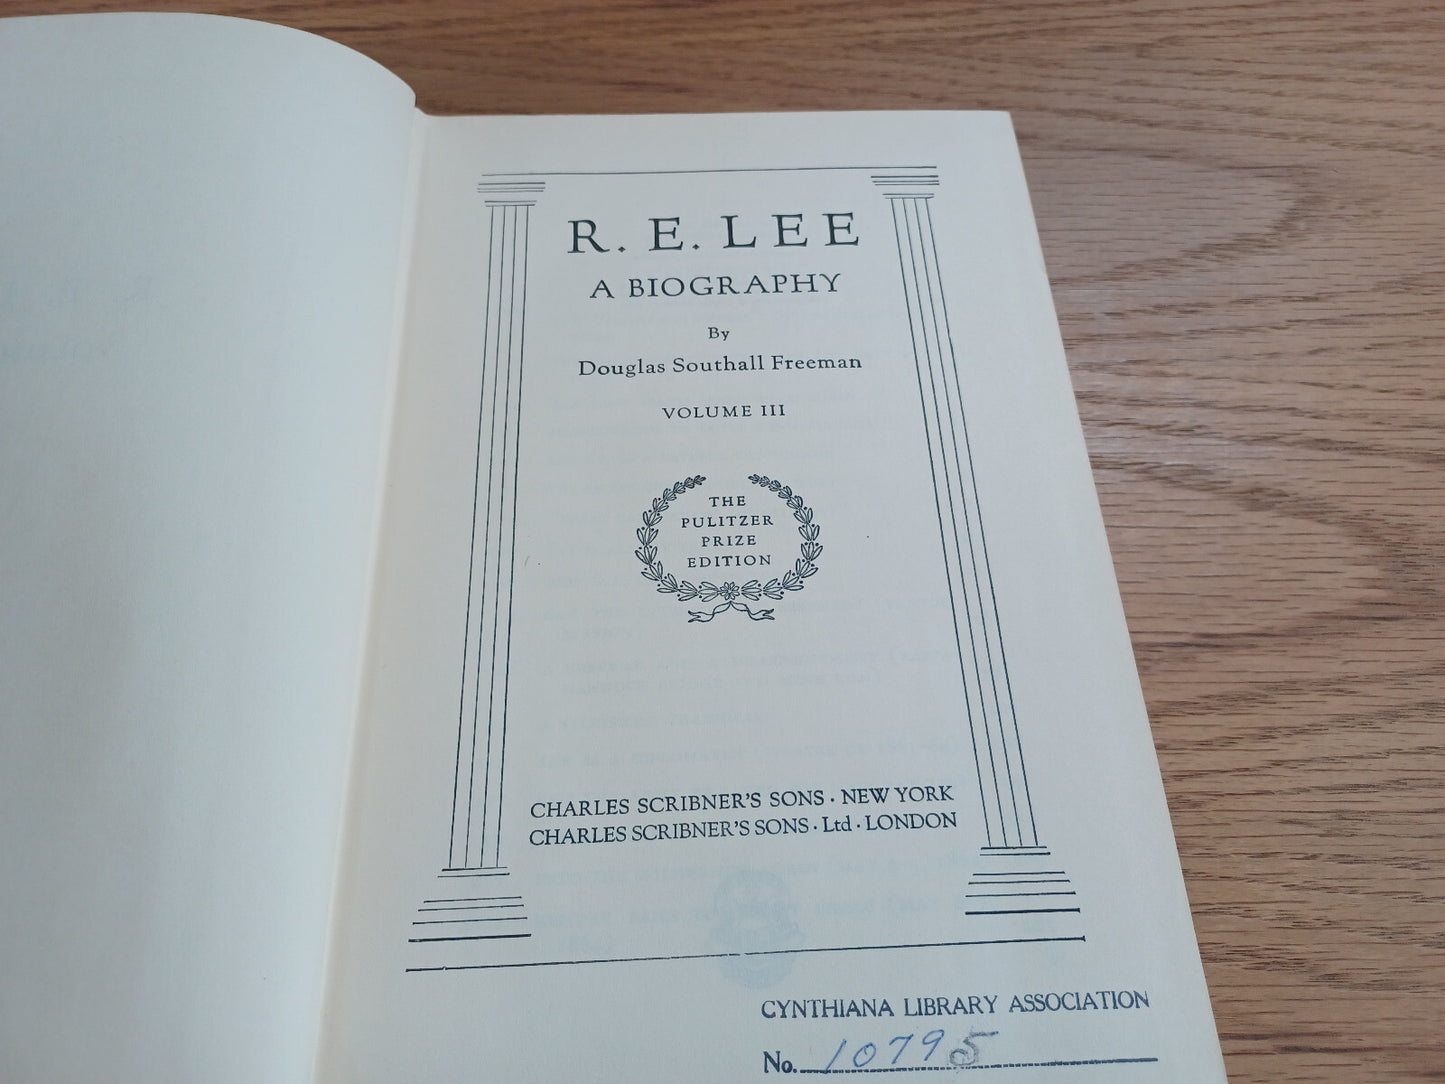 R. E. LEE
A BIOGRAPHY
By
Douglas Southall Freeman
VOLUME III
THE
PULITZER
PRIZE
EDITION
CHARLES SCRIBNER'S SONS · NEW YORK
CHARLES SCRIBNER'S SONS · Ltd · LONDON
CYNTHIANA LIBRARY ASSOCIATION
No. 10795